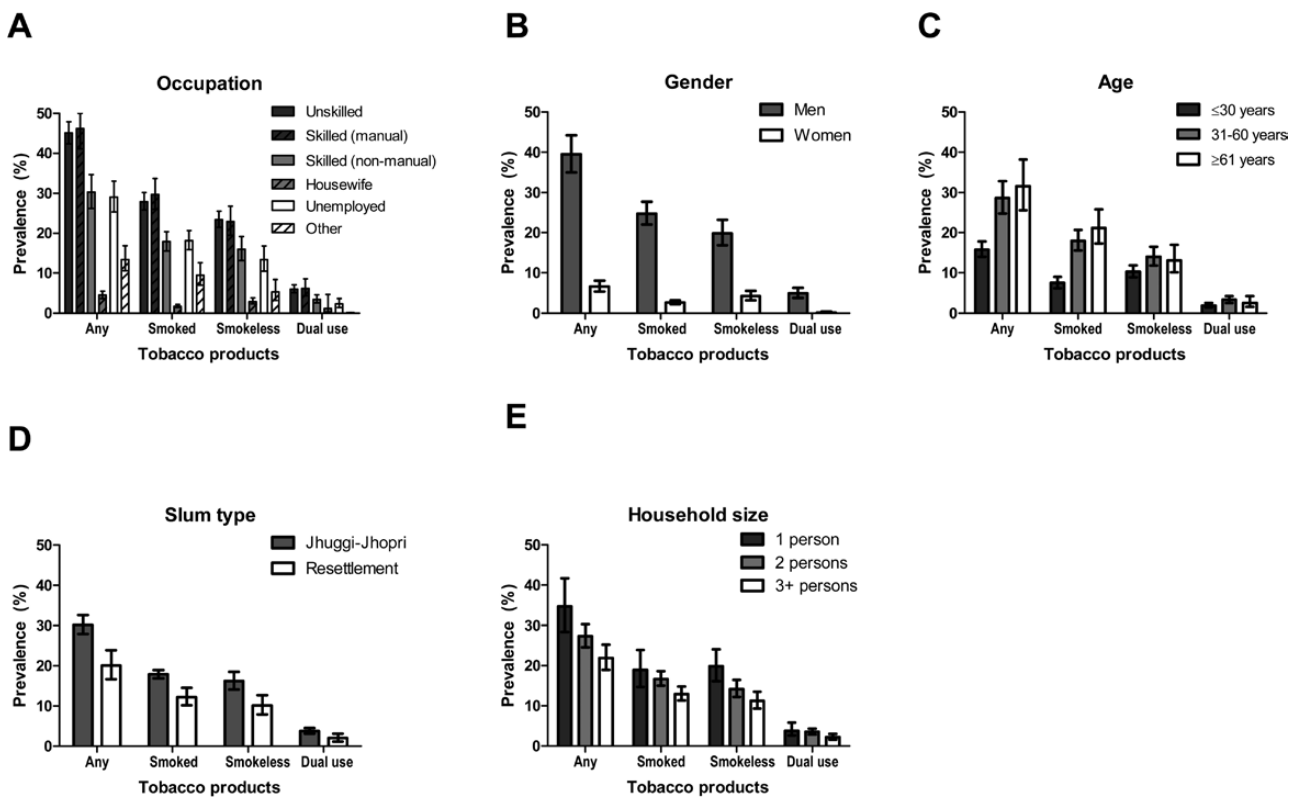 A
Occupation
Prevalence (%)
50
40
30
20
10
0
Any
Smoked
Smokeless
Dual use
Tobacco products
Unskilled
Skilled (manual)
Skilled (non-manual)
Housewife
Unemployed
Other
B
Gender
Prevalence (%)
50
40
30
20
10
0
Any
Smoked
Smokeless
Dual use
Tobacco products
Men
Women
C
Age
Prevalence (%)
50
40
30
20
10
0
Any
Smoked
Smokeless
Dual use
Tobacco products
≤30 years
31-60 years
≥61 years
D
Slum type
Prevalence (%)
50
40
30
20
10
0
Any
Smoked
Smokeless
Dual use
Tobacco products
Jhuggi-Jhopri
Resettlement
E
Household size
Prevalence (%)
50
40
30
20
10
0
Any
Smoked
Smokeless
Dual use
Tobacco products
1 person
2 persons
3+ persons